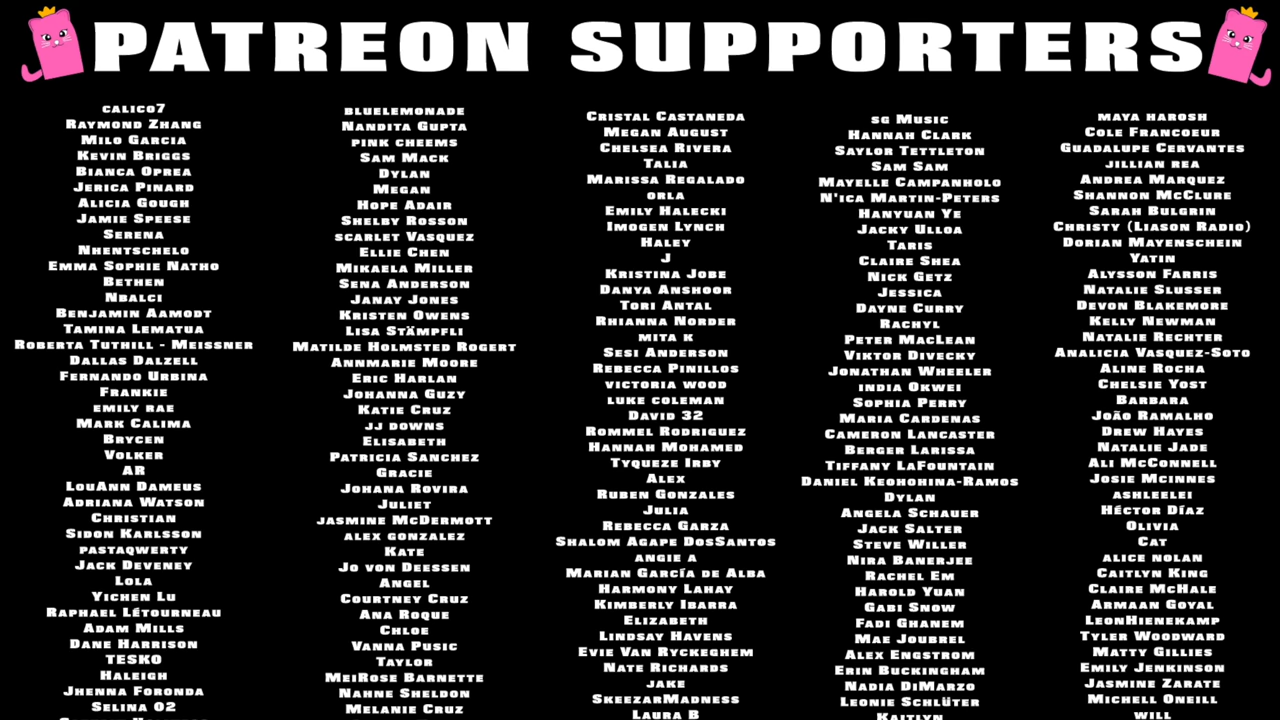 PATREON SUPPORTERS
calico7
Raymond Zhang
Milo Garcia
Kevin Briggs
Bianca Oprea
Jerica Pinard
Alicia Gough
Jamie Speese
Serena
Nhentschelo
Emma Sophie Natho
Bethen
Nbalci
Benjamin Aamodt
Tamina Lematua
Roberta Tuthill - Meissner
Dallas Dalzell
Fernando Urbina
Frankie
emily rae
Mark Calima
Brycen
Volker
AR
LouAnn Dameus
Adriana Watson
Christian
Sidon Karlsson
pastaqwerty
Jack Deveney
Lola
Yichen Lu
Raphael Létourneau
Adam Mills
Dane Harrison
TESKO
Haleigh
Jhenna Foronda
Selina 02
bluelemonade
Nandita Gupta
pink cheems
Sam Mack
Dylan
Megan
Hope Adair
Shelby Rosson
scarlet Vasquez
Ellie Chen
Mikaela Miller
Sena Anderson
Janay Jones
Kristen Owens
Lisa Stämpfli
Matilde Holmsted Rogert
Annmarie Moore
Eric Harlan
Johanna Guzy
Katie Cruz
jj downs
Elisabeth
Patricia Sanchez
Gracie
Johana Rovira
Juliet
jasmine McDermott
alex gonzalez
Kate
Jo von Deessen
Angel
Courtney Cruz
Ana Roque
Chloe
Vanna Pusic
Taylor
MeiRose Barnette
Nahne Sheldon
Melanie Cruz
Cristal Castaneda
Megan August
Chelsea Rivera
Talia
Marissa Regalado
orla
Emily Halecki
Imogen Lynch
Haley
J
Kristina Jobe
Danya Anshoor
Tori Antal
Rhianna Norder
mita k
Sesi Anderson
Rebecca Pinillos
victoria wood
luke coleman
David 32
Rommel Rodriguez
Hannah Mohamed
Tyqueze Irby
Alex
Ruben Gonzales
Julia
Rebecca Garza
Shalom Agape DosSantos
angie a
Marian García de Alba
Harmony Lahay
Kimberly Ibarra
Elizabeth
Lindsay Havens
Evie Van Ryckeghem
Nate Richards
jake
SkeezarMadness
Laura B
sg Music
Hannah Clark
Saylor Tettleton
Sam Sam
Mayelle Campanholo
N'ica Martin-Peters
Hanyuan Ye
Jacky Ulloa
Taris
Claire Shea
Nick Getz
Jessica
Dayne Curry
Rachyl
Peter MacLean
Viktor Divecky
Jonathan Wheeler
india Okwei
Sophia Perry
Maria Cardenas
Cameron Lancaster
Berger Larissa
Tiffany LaFountain
Daniel Keohohina-Ramos
Dylan
Angela Schauer
Jack Salter
Steve Willer
Nira Banerjee
Rachel Em
Harold Yuan
Gabi Snow
Fadi Ghanem
Mae Joubrel
Alex Engstrom
Erin Buckingham
Nadia DiMarzo
Leonie Schlüter
Kaitlyn
maya harosh
Cole Francoeur
Guadalupe Cervantes
jillian rea
Andrea Marquez
Shannon McClure
Sarah Bulgrin
Christy (Liason Radio)
Dorian Mayenschein
Yatin
Alysson Farris
Natalie Slusser
Devon Blakemore
Kelly Newman
Natalie Rechter
Analicia Vasquez-Soto
Aline Rocha
Chelsie Yost
Barbara
João Ramalho
Drew Hayes
Natalie Jade
Ali McConnell
Josie Mcinnes
ashleelei
Héctor Díaz
Olivia
Cat
alice nolan
Caitlyn King
Claire McHale
Armaan Goyal
LeonHienekamp
Tyler Woodward
Matty Gillies
Emily Jenkinson
Jasmine Zarate
Michell Oneill
will